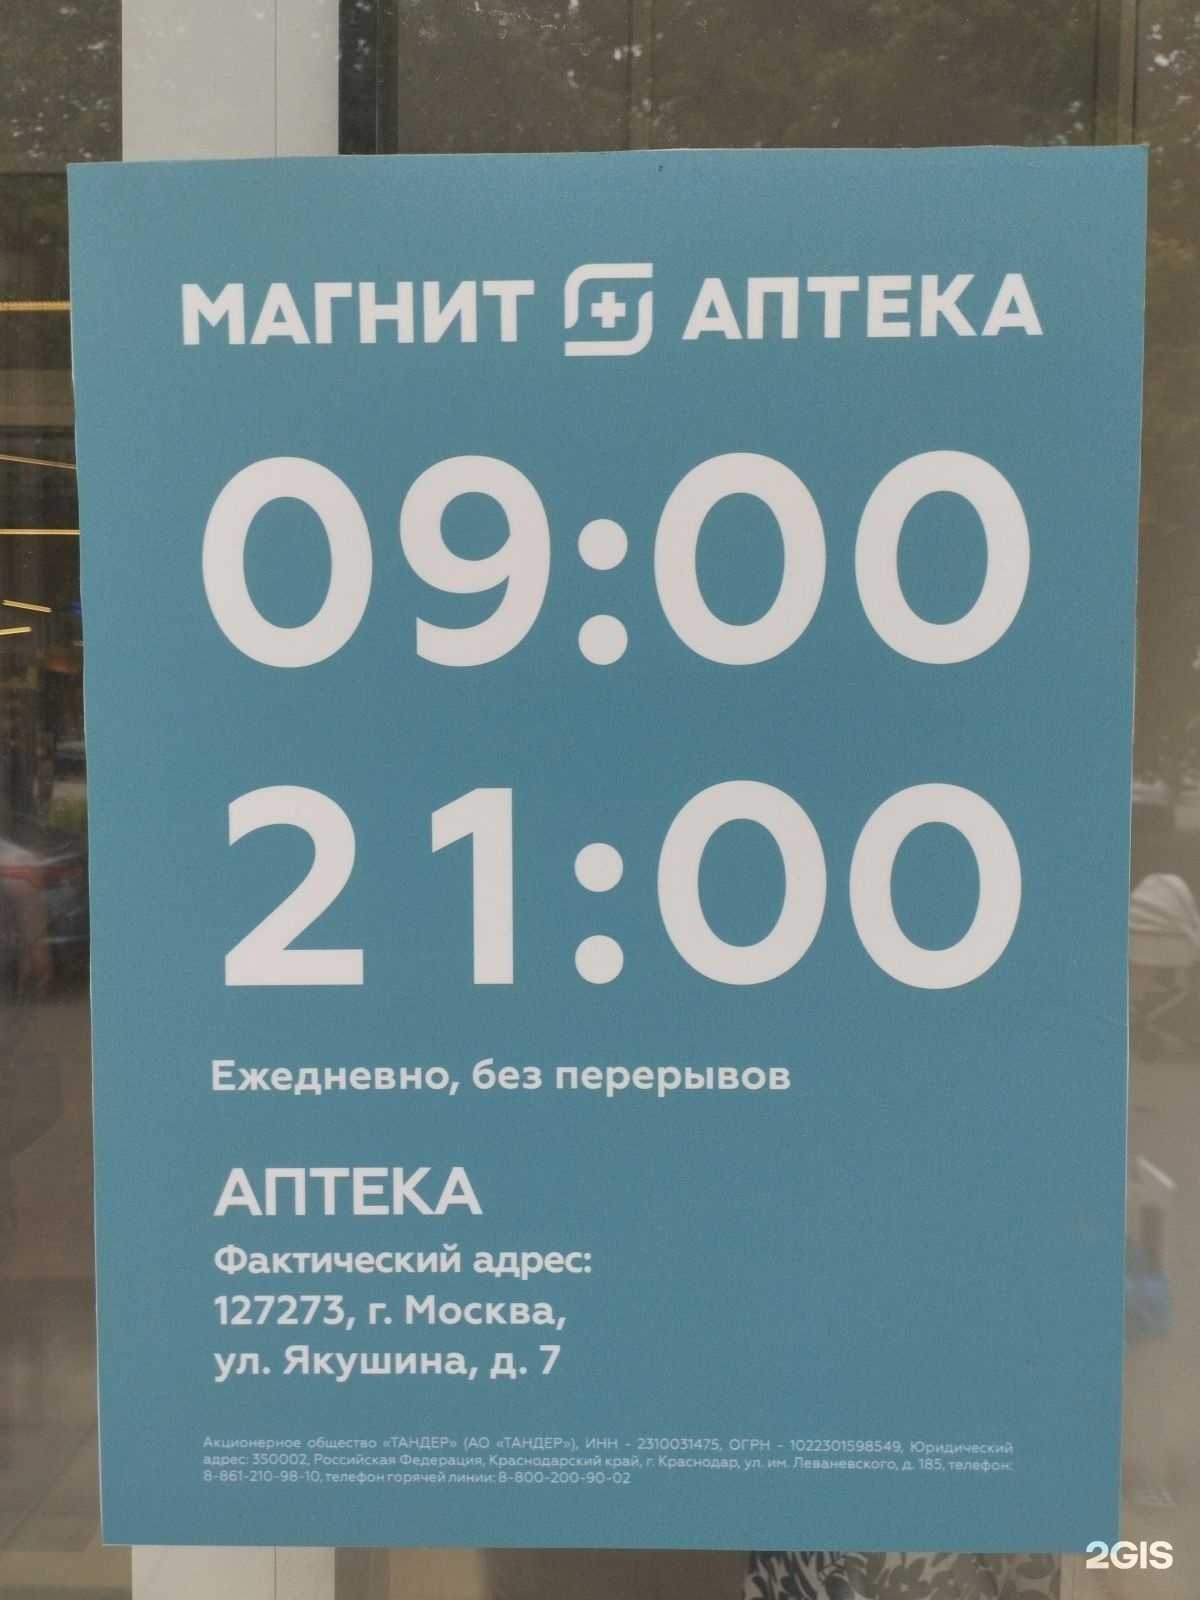 МАГНИТ АПТЕКА
09:00
21:00
Ежедневно, без перерывов
АПТЕКА
Фактический адрес:
127273, г. Москва,
ул. Якушина, д. 7
Акционерное общество «ТАНДЕР» (АО «ТАНДЕР»), ИНН - 2310031475, ОГРН - 1022301598549, Юридический
адрес: 350002, Российская Федерация, Краснодарский край, г. Краснодар, ул. им. Леваневского, д. 185, телефон:
8-861-210-98-10, телефон горячей линии: 8-800-200-90-02
2GIS